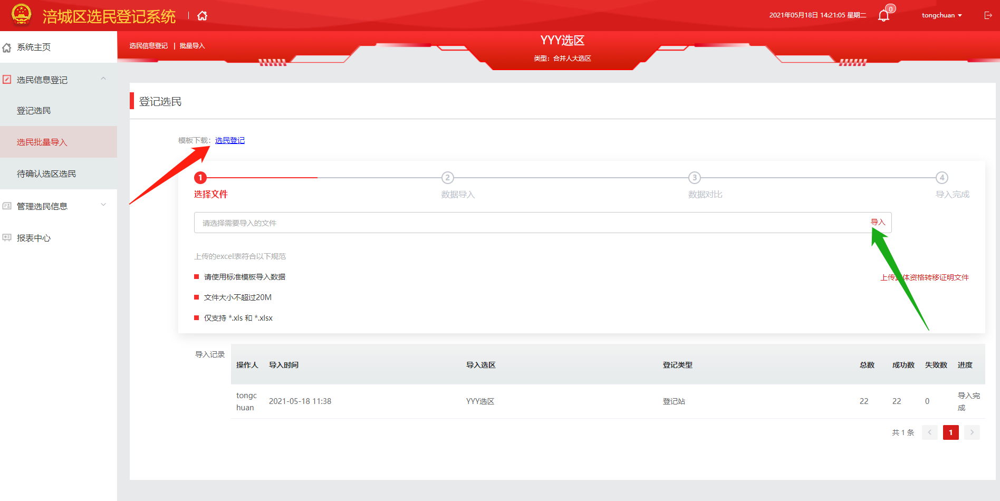 涪城区选民登记系统
2021年05月18日 14:21:05 星期二
0
tongchuan
系统主页
选民信息登记
登记选民
选民批量导入
待确认选区选民
管理选民信息
报表中心
选民信息登记 | 批量导入
YYY选区
类型：合并人大选区
登记选民
模板下载：选民登记
1
2
3
4
选择文件
数据导入
数据对比
导入完成
请选择需要导入的文件
导入
上传的excel表符合以下规范
请使用标准模板导入数据
上传 体资格转移证明文件
文件大小不超过20M
仅支持 *.xls 和 *.xlsx
导入记录
操作人 导入时间 导入选区 登记类型 总数 成功数 失败数 进度
tongc
huan
2021-05-18 11:38 YYY选区 登记站 22 22 0
导入完
成
共 1 条
1